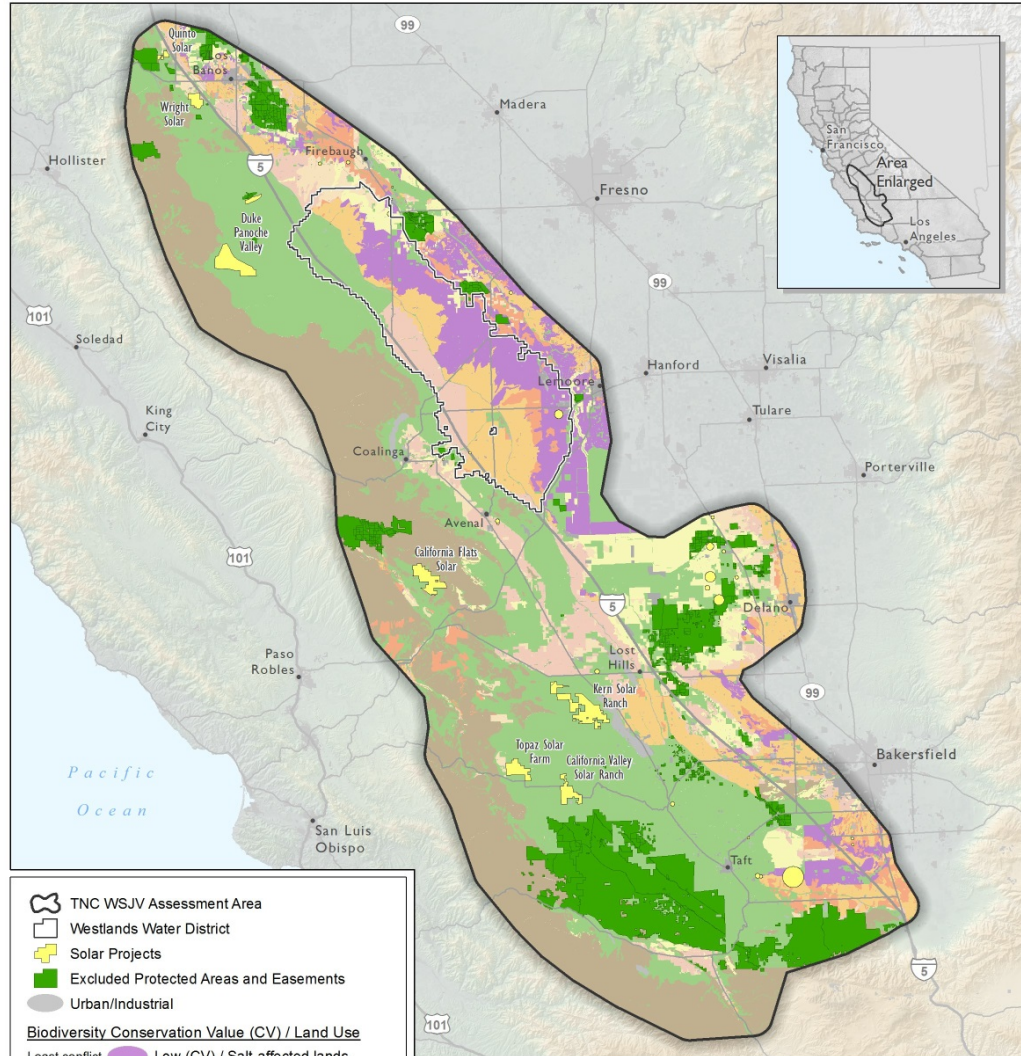 99
Quinto
Solar
os
Banos
Wright
Solar
Madera
Hollister
5
Firebaugh
Fresno
Duke
Panoche
Valley
San
Francisco
Area
Enlarged
Los
Angeles
99
101
Soledad
Hanford
Visalia
Lemoore
Tulare
King
City
Coalinga
Porterville
Avenal
101
California Flats
Solar
5
Delano
Paso
Robles
Lost
Hills
99
Kern Solar
Ranch
Bakersfield
Topaz Solar
Farm
California Valley
Solar Ranch
Pacific
Ocean
San Luis
Obispo
Taft
5
101
TNC WSJV Assessment Area
Westlands Water District
Solar Projects
Excluded Protected Areas and Easements
Urban/Industrial
Biodiversity Conservation Value (CV) / Land Use
Least conflict Low (CV) / Salt-affected lands